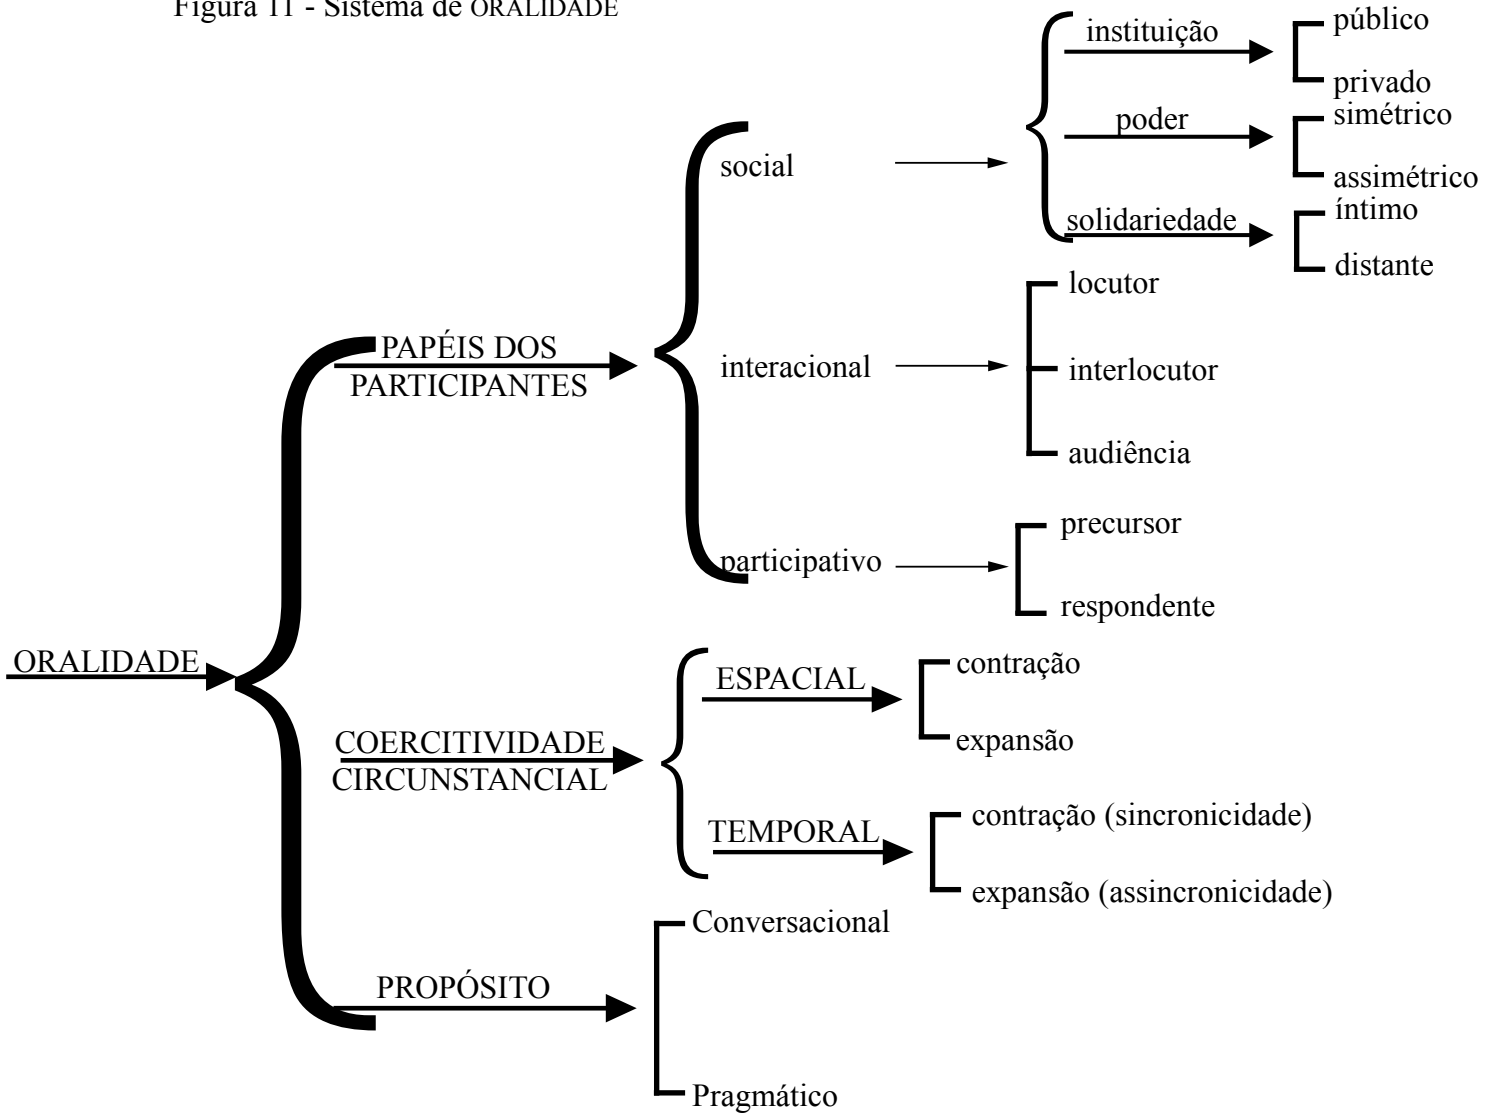 Figura 11 - Sistema de ORALIDADE
instituição
público
privado
poder
simétrico
assimétrico
solidariedade
íntimo
distante
social
locutor
interacional
interlocutor
audiência
PAPÉIS DOS
PARTICIPANTES
precursor
participativo
respondente
ORALIDADE
ESPACIAL
contração
expansão
COERCITIVIDADE
CIRCUNSTANCIAL
TEMPORAL
contração (sincronicidade)
expansão (assincronicidade)
Conversacional
PROPÓSITO
Pragmático